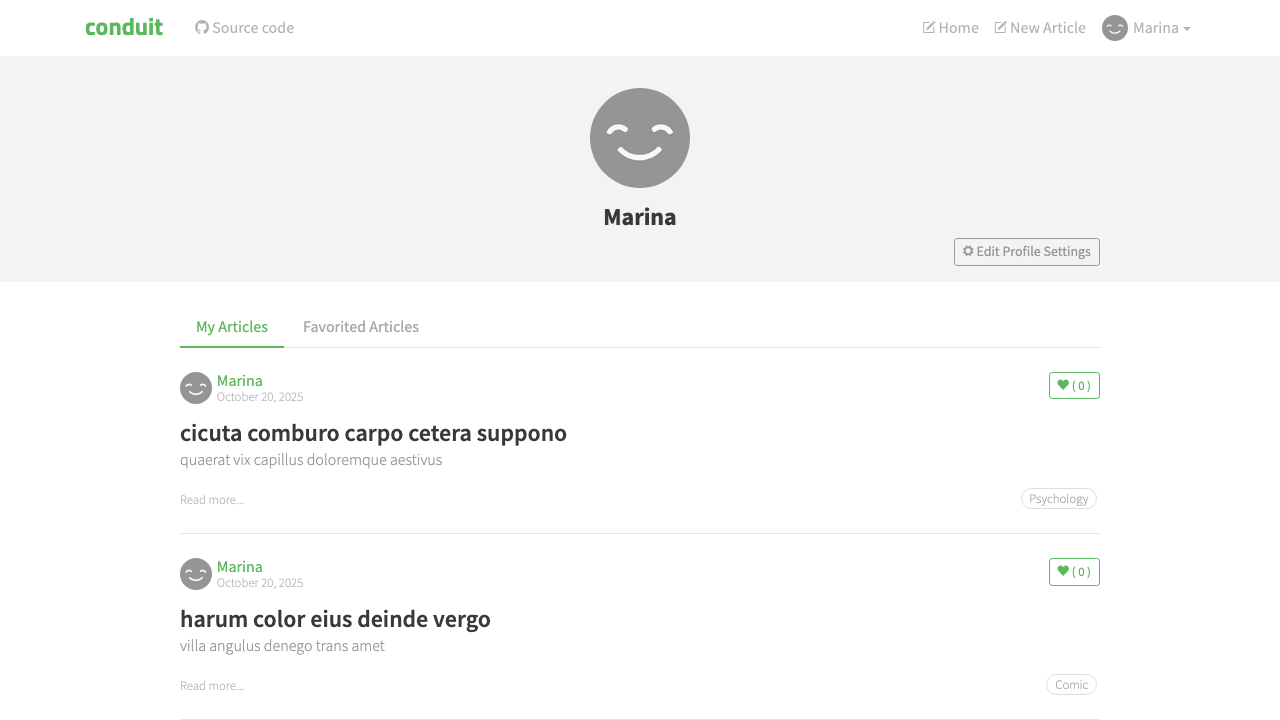 conduit
Source code
Home
New Article
Marina
Marina
Edit Profile Settings
My Articles
Favorited Articles
Marina
October 20, 2025
( 0 )
cicuta comburo carpo cetera suppono
quaerat vix capillus doloremque aestivus
Read more...
Psychology
Marina
October 20, 2025
( 0 )
harum color eius deinde vergo
villa angulus denego trans amet
Read more...
Comic